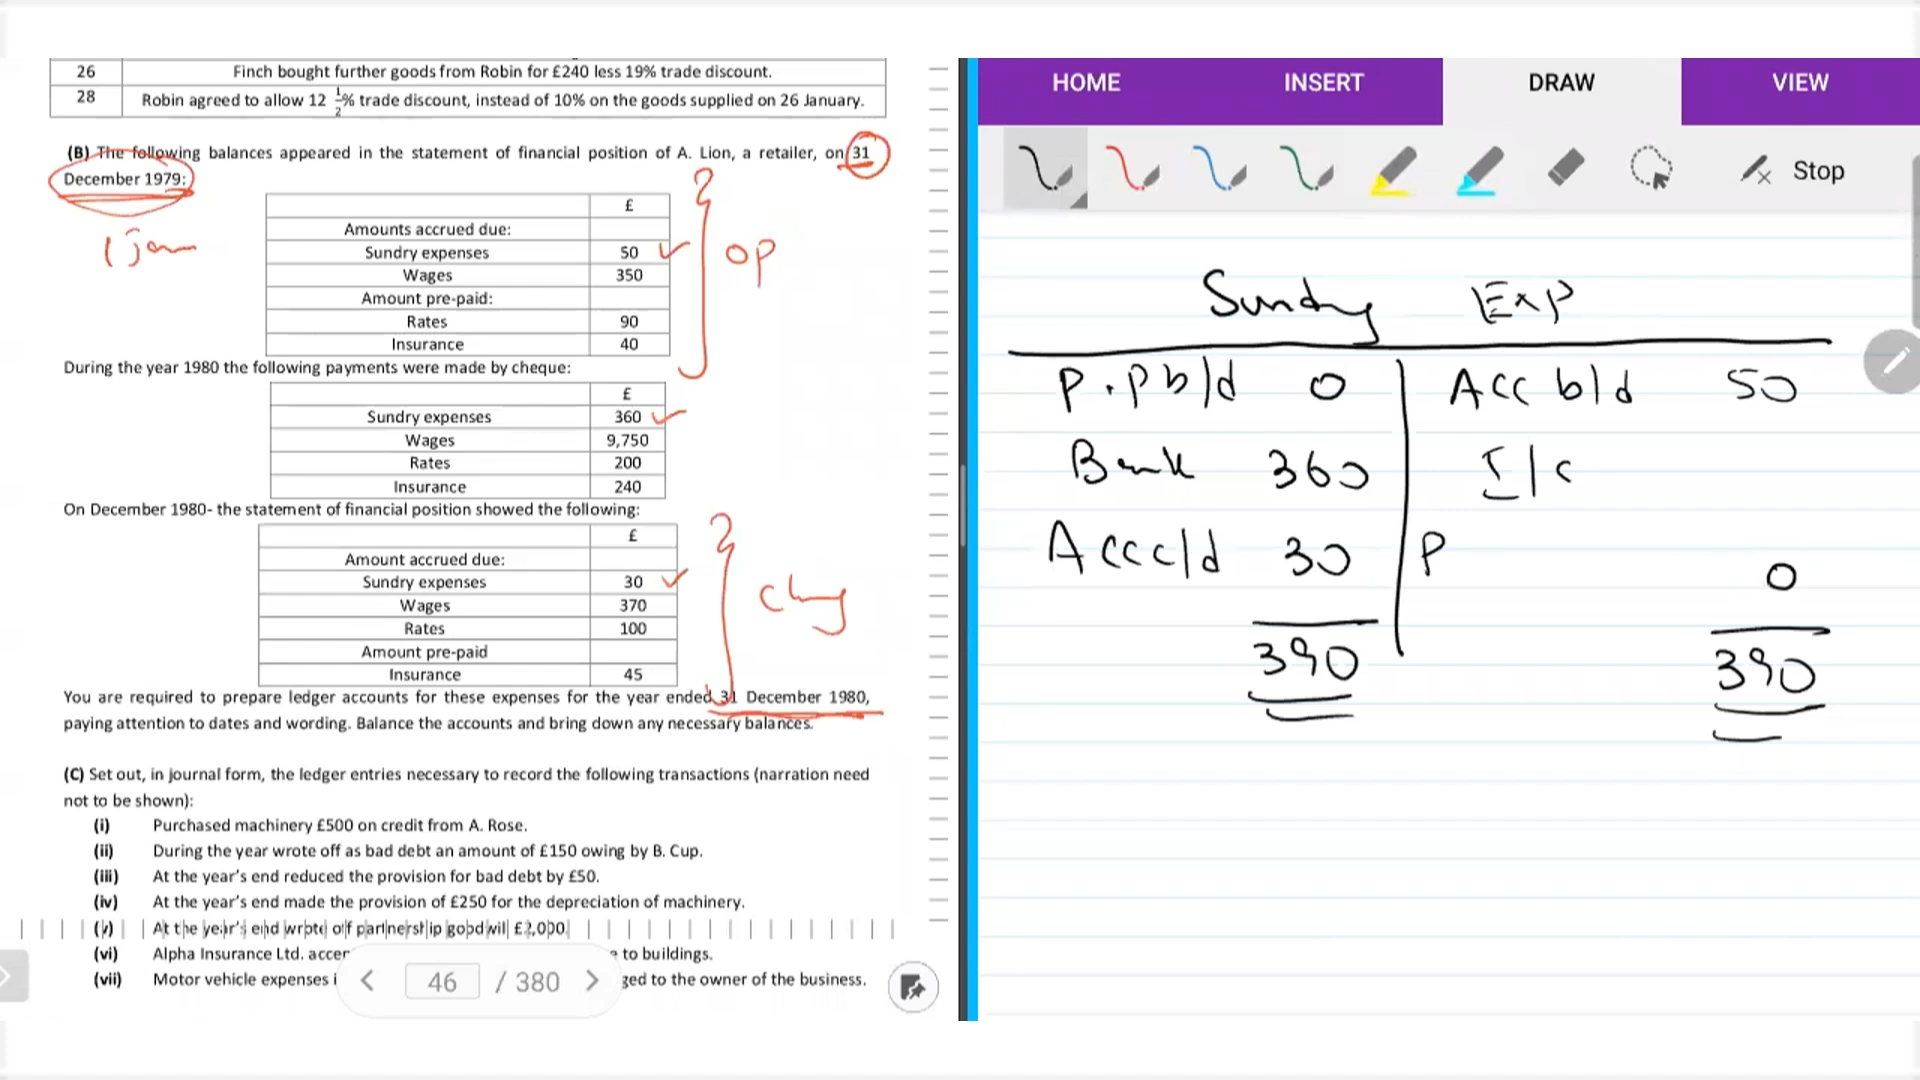 26 Finch bought further goods from Robin for £240 less 19% trade discount.
28 Robin agreed to allow 12 1/2% trade discount, instead of 10% on the goods supplied on 26 January.
(B) The following balances appeared in the statement of financial position of A. Lion, a retailer, on 31
December 1979:
1 jan
£
Amounts accrued due:
Sundry expenses 50
Wages 350
Amount pre-paid:
Rates 90
Insurance 40
op
During the year 1980 the following payments were made by cheque:
£
Sundry expenses 360
Wages 9,750
Rates 200
Insurance 240
On December 1980- the statement of financial position showed the following:
£
Amount accrued due:
Sundry expenses 30
Wages 370
Rates 100
Amount pre-paid
Insurance 45
You are required to prepare ledger accounts for these expenses for the year ended 31 December 1980,
paying attention to dates and wording. Balance the accounts and bring down any necessary balances.
(C) Set out, in journal form, the ledger entries necessary to record the following transactions (narration need
not to be shown):
(i) Purchased machinery £500 on credit from A. Rose.
(ii) During the year wrote off as bad debt an amount of £150 owing by B. Cup.
(iii) At the year's end reduced the provision for bad debt by £50.
(iv) At the year's end made the provision of £250 for the depreciation of machinery.
(v) At the year's end wrote off partnership goodwill £2,000.
(vi) Alpha Insurance Ltd. to buildings.
(vii) Motor vehicle expenses ged to the owner of the business.
46 / 380
HOME INSERT DRAW VIEW
Stop
Sundry Exp
P.P b/d 0 Acc b/d 50
Bank 360 I/S
Acc c/d 30 P
0
390 390